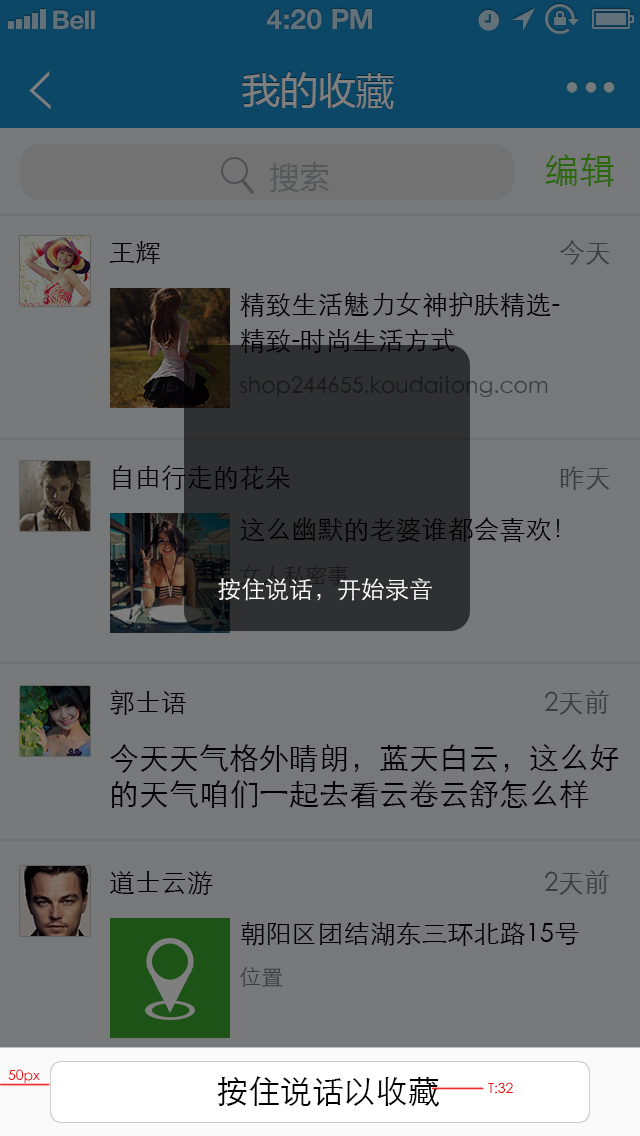 Bell 4:20 PM
我的收藏
搜索 编辑
王辉 今天
精致生活魅力女神护肤精选-
精致-时尚生活方式
shop244655.koudaitong.com
自由行走的花朵 昨天
这么幽默的老婆谁都会喜欢!
女人私密事
按住说话，开始录音
郭士语 2天前
今天天气格外晴朗，蓝天白云，这么好
的天气咱们一起去看云卷云舒怎么样
道士云游 2天前
朝阳区团结湖东三环北路15号
位置
50px
按住说话以收藏 T:32